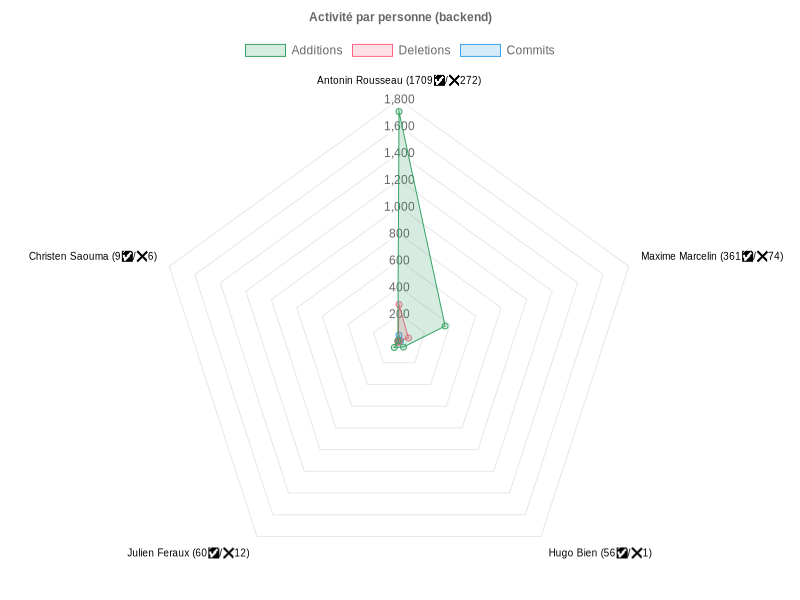 Activité par personne (backend)
Additions Deletions Commits
Antonin Rousseau (1709✅/❌272)
1,800
1,600
1,400
1,200
1,000
800
600
400
200
Christen Saouma (9✅/❌6)
Maxime Marcelin (361✅/❌74)
Julien Feraux (60✅/❌12)
Hugo Bien (56✅/❌1)